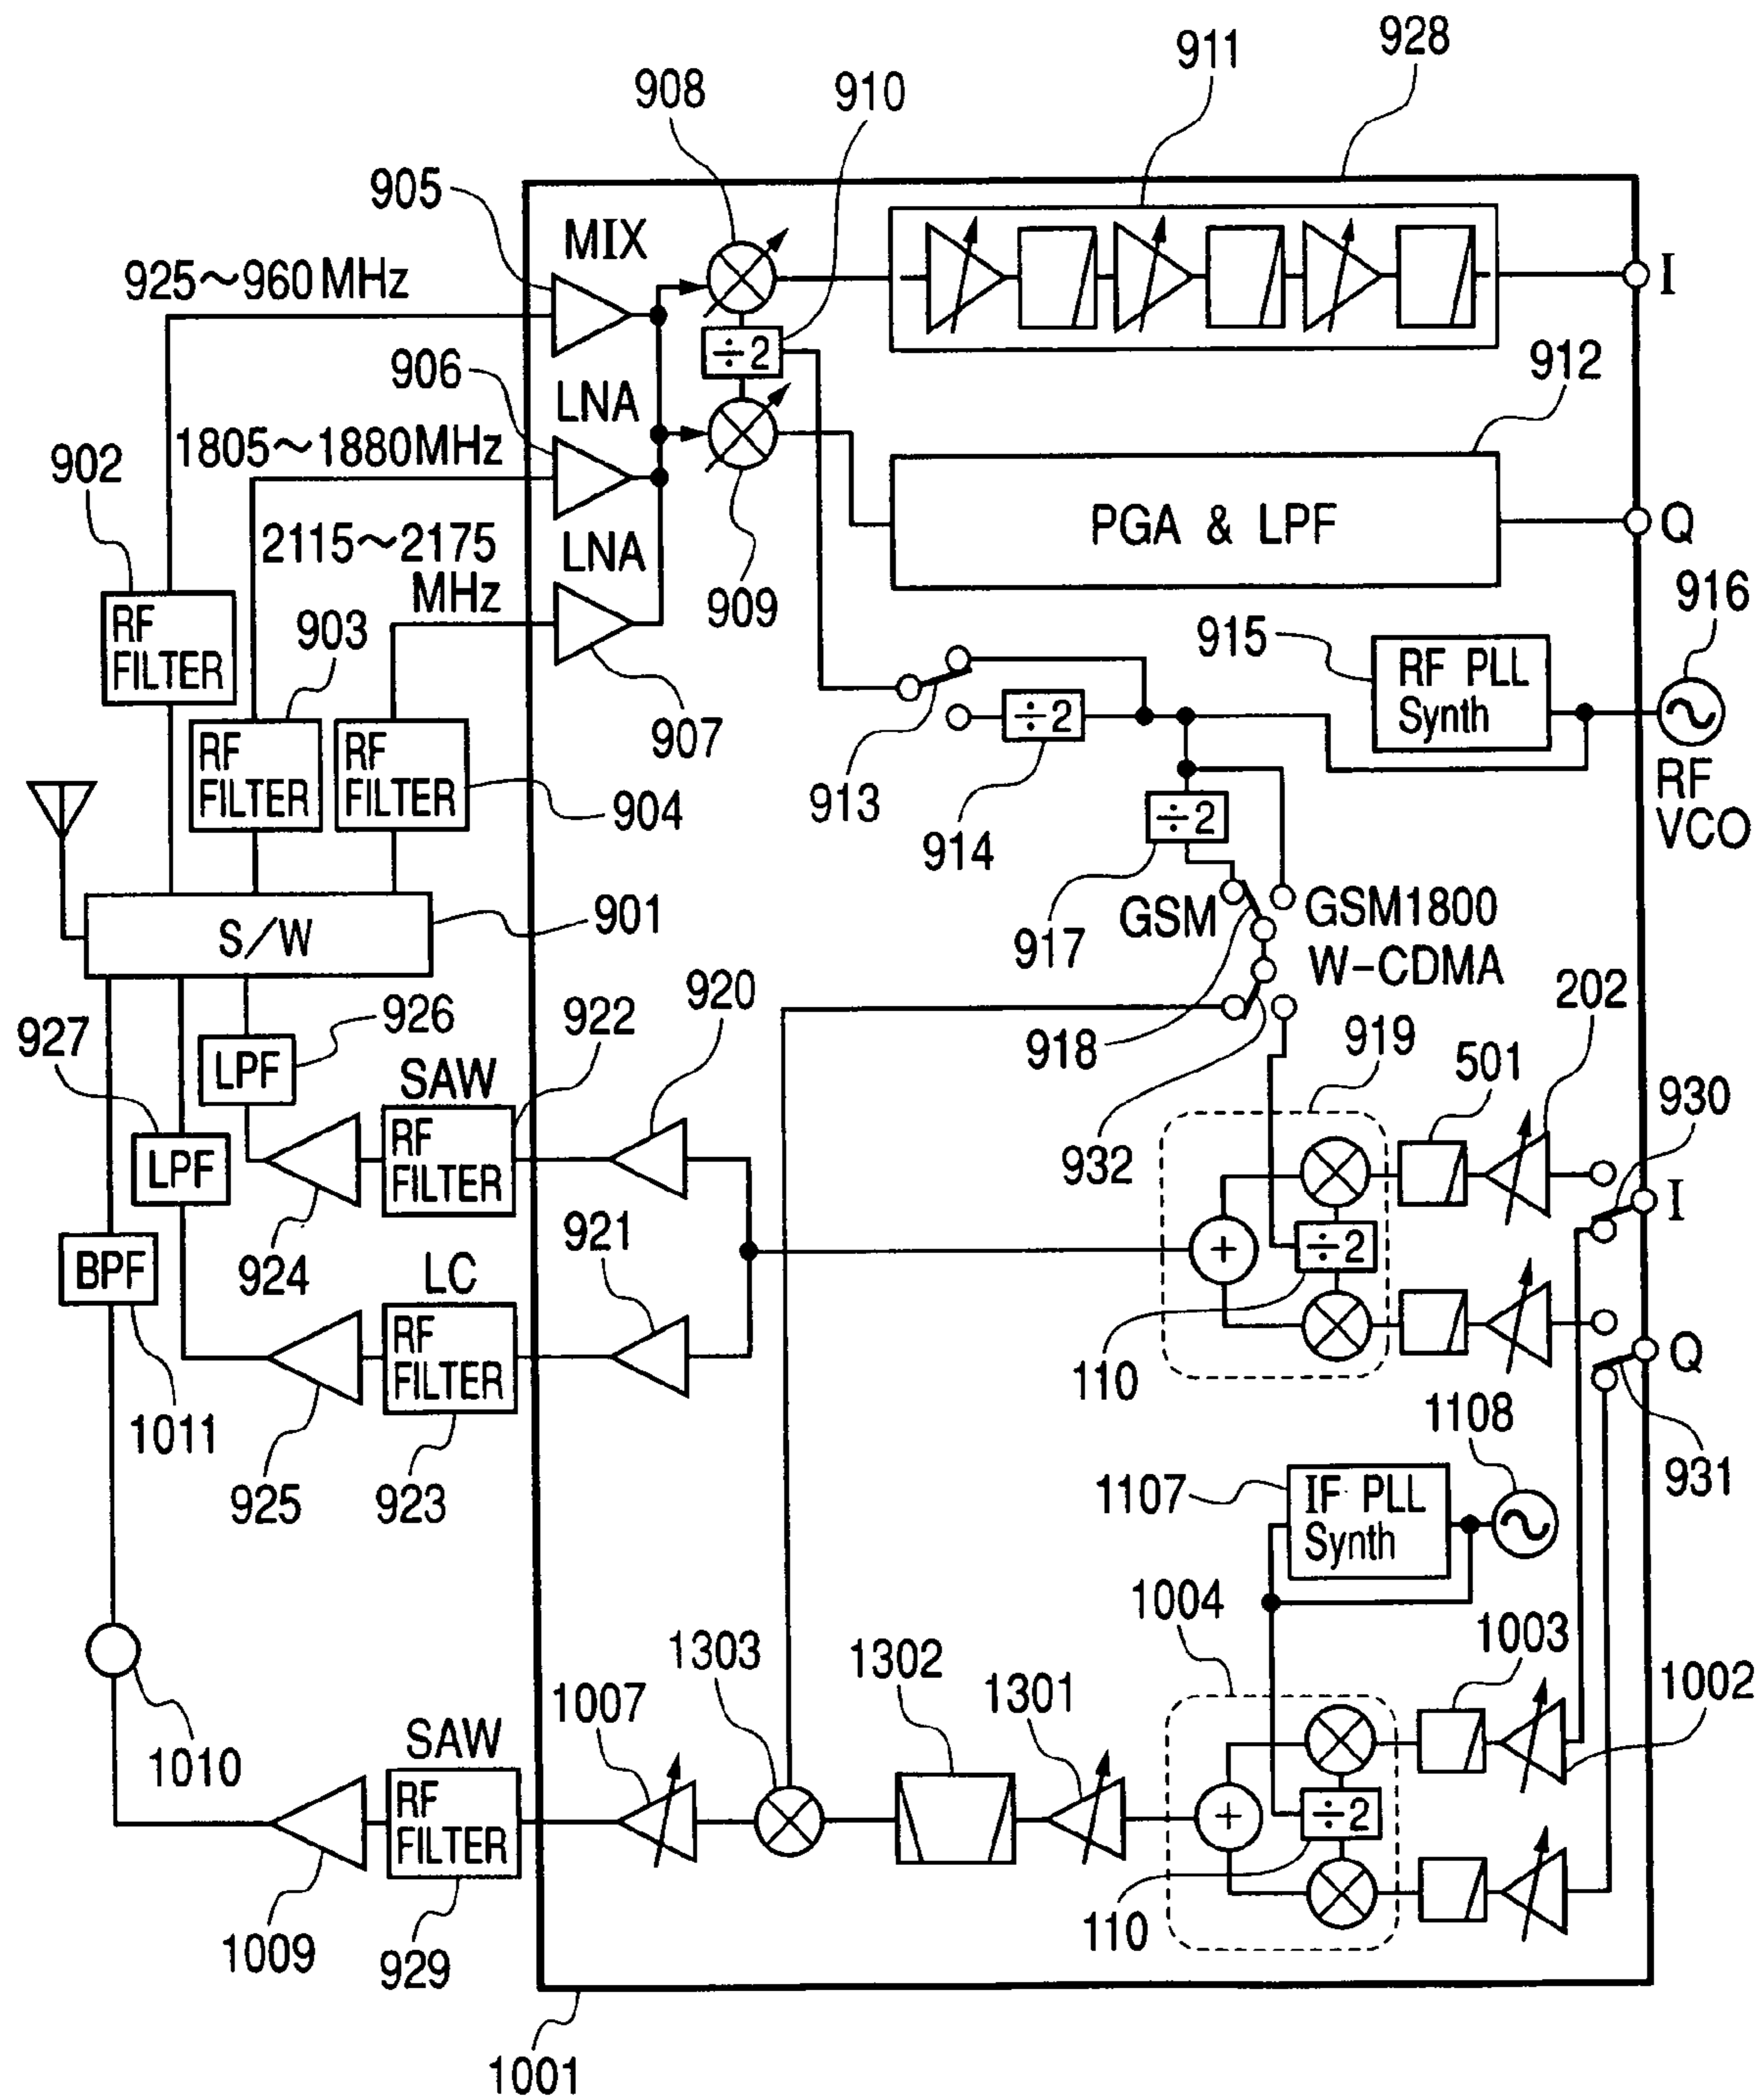 928
911
908
910
905
MIX
925～960 MHz
I
906
LNA
÷2
912
1805～1880MHz
902
PGA & LPF
Q
2115～2175
MHz
LNA
909
916
RF
FILTER
903
915
RF PLL
Synth
907
÷2
RF
FILTER
RF
FILTER
904
913
914
÷2
RF
VCO
S/W
901
GSM
917
GSM1800
W-CDMA
920
202
926
922
918
919
501
927
LPF
SAW
930
LPF
RF
FILTER
932
I
924
921
÷2
BPF
LC
RF
FILTER
110
Q
1011
1108
925
923
931
1107
IF PLL
Synth
1004
1003
1303
1302
1002
1007
1301
SAW
1010
RF
FILTER
÷2
110
1009
929
1001